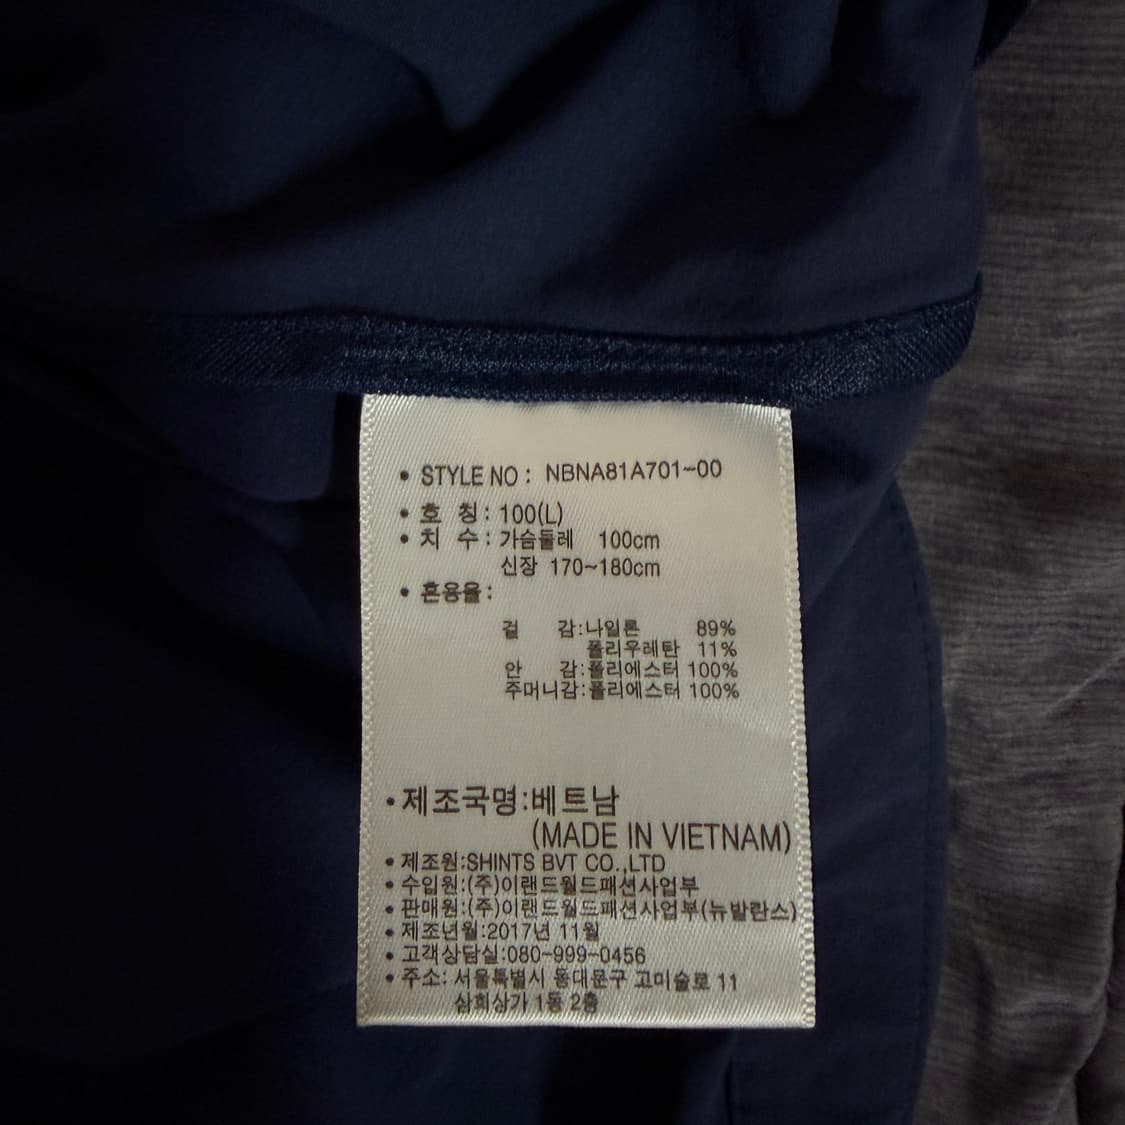 • STYLE NO : NBNA81A701~00
• 호 칭 : 100(L)
• 치 수 : 가슴둘레 100cm
신장 170~180cm
• 혼용율 :
겉 감:나일론 89%
폴리우레탄 11%
안 감:폴리에스터 100%
주머니감:폴리에스터 100%
• 제조국명:베트남
(MADE IN VIETNAM)
• 제조원:SHINTS BVT CO.,LTD
• 수입원:(주)이랜드월드패션사업부
• 판매원:(주)이랜드월드패션사업부(뉴발란스)
• 제조년월:2017년 11월
• 고객상담실:080-999-0456
• 주소: 서울특별시 동대문구 고미술로 11
삼희상가 1동 2층